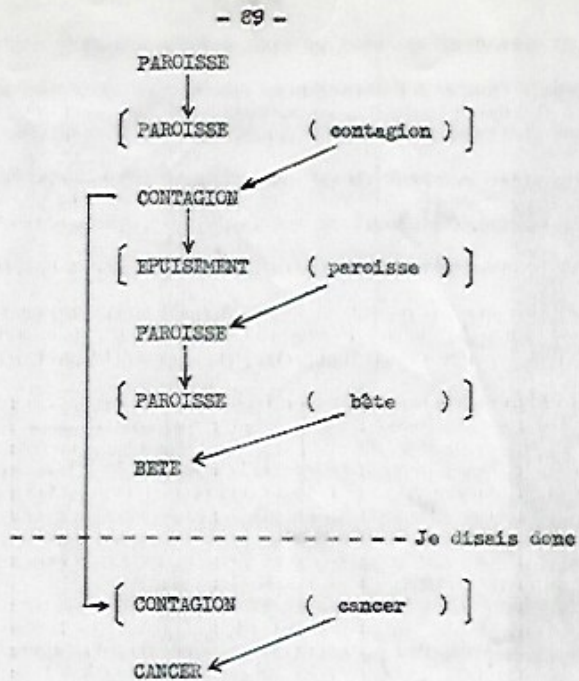 - 89 -
PAROISSE
[ PAROISSE ( contagion ) ]
CONTAGION
[ EPUISEMENT ( paroisse ) ]
PAROISSE
[ PAROISSE ( bête ) ]
BETE
Je disais donc
[ CONTAGION ( cancer ) ]
CANCER